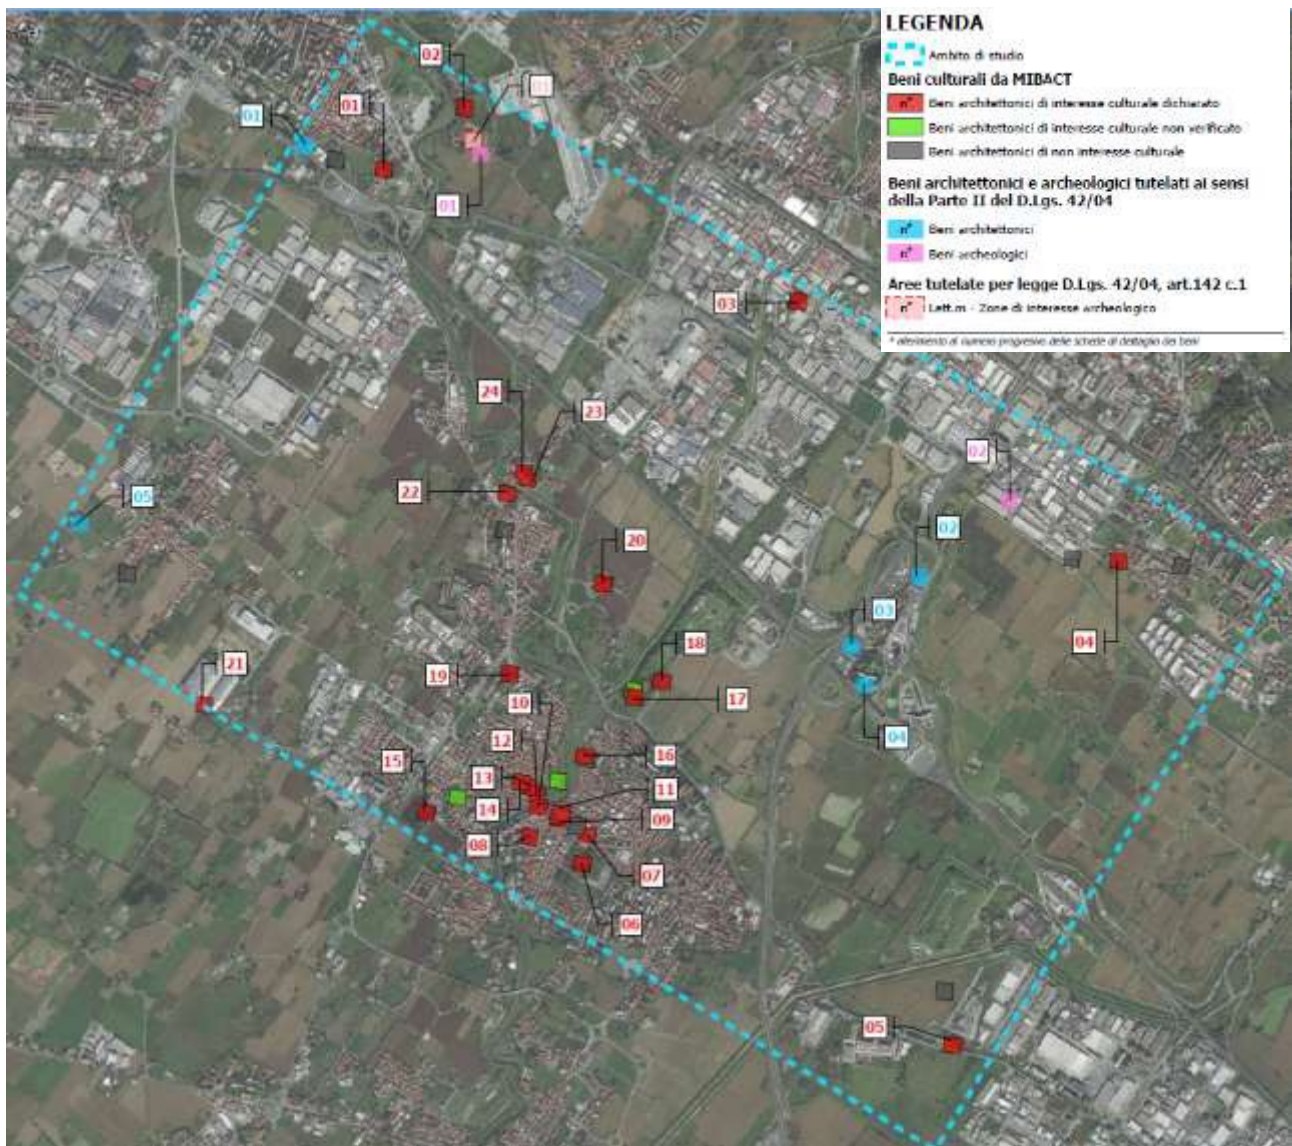 LEGENDA
Ambito di studio
Beni culturali da MIBACT
n° Beni architettonici di interesse culturale dichiarato
n° Beni architettonici di interesse culturale non verificato
Beni architettonici di non interesse culturale
Beni architettonici e archeologici tutelati ai sensi
della Parte II del D.Lgs. 42/04
n° Beni architettonici
n° Beni archeologici
Aree tutelate per legge D.Lgs. 42/04, art.142 c.1
n° Lett.m - Zone di interesse archeologico
* riferimento al numero progressivo delle schede di dettaglio dei beni
02
01
01
01
01
03
24
23
22
02
05
02
20
03
04
18
19
21
10
17
04
12
16
15
13
11
14
09
08
07
06
05